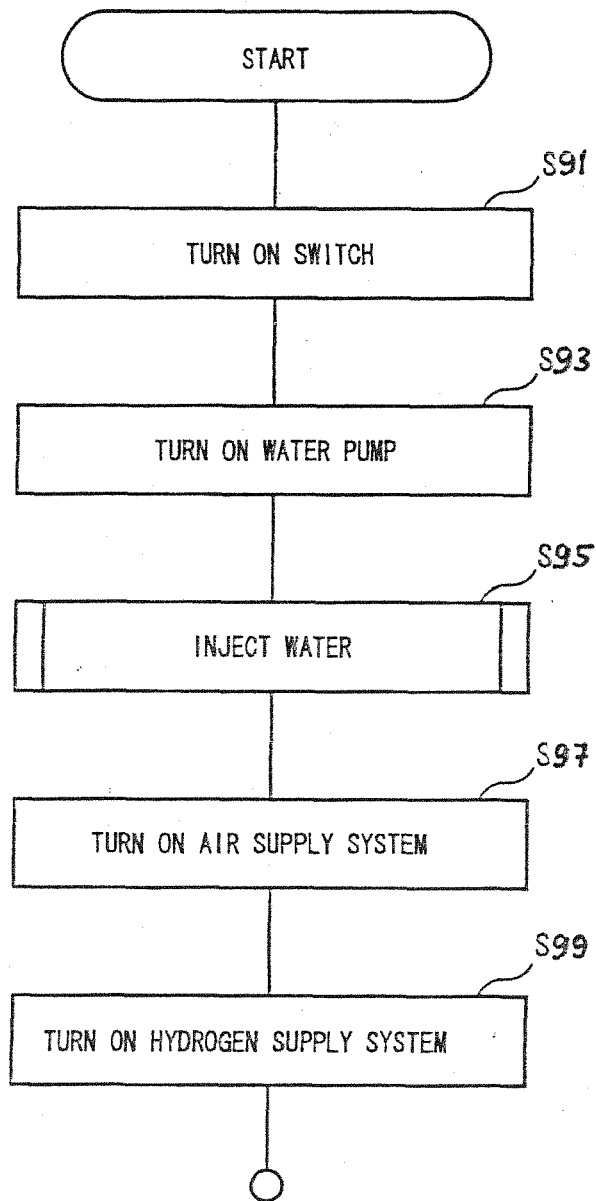 START
S91
TURN ON SWITCH
S93
TURN ON WATER PUMP
S95
INJECT WATER
S97
TURN ON AIR SUPPLY SYSTEM
S99
TURN ON HYDROGEN SUPPLY SYSTEM